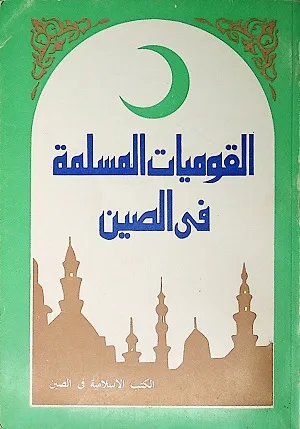 القوميات المسلمة
فى الصين
الكتب الاسلامية فى الصين